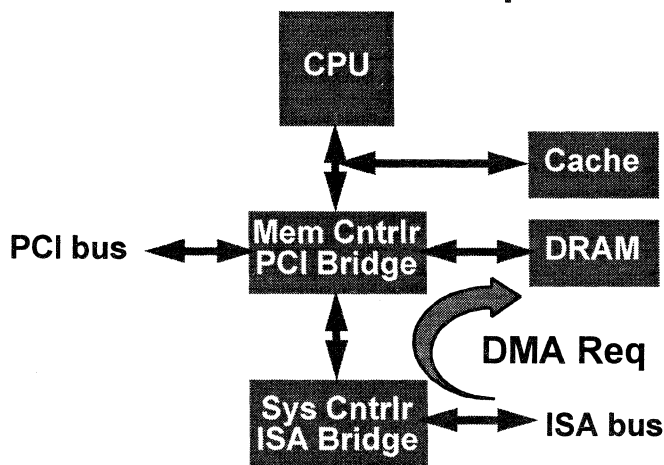 CPU
Cache
PCI bus
Mem Cntrlr
PCI Bridge
DRAM
DMA Req
Sys Cntrlr
ISA Bridge
ISA bus